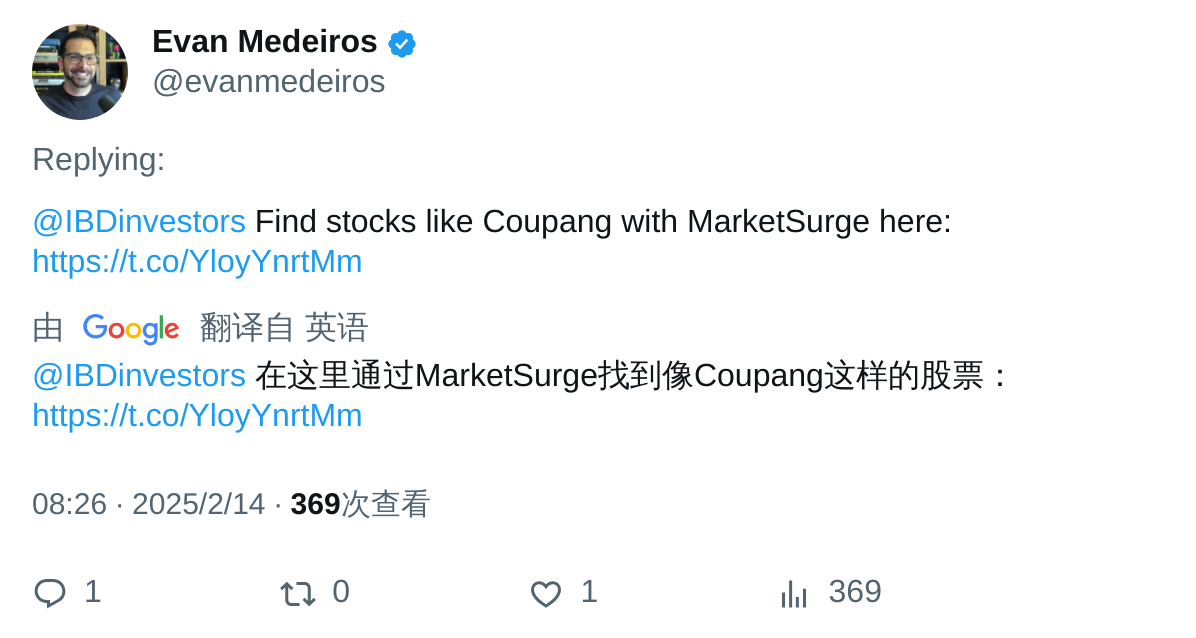 Evan Medeiros
@evanmedeiros
Replying:
@IBDinvestors Find stocks like Coupang with MarketSurge here:
https://t.co/YloyYnrtMm
由 Google 翻译自 英语
@IBDinvestors 在这里通过MarketSurge找到像Coupang这样的股票：
https://t.co/YloyYnrtMm
08:26 · 2025/2/14 · 369次查看
1 0 1 369